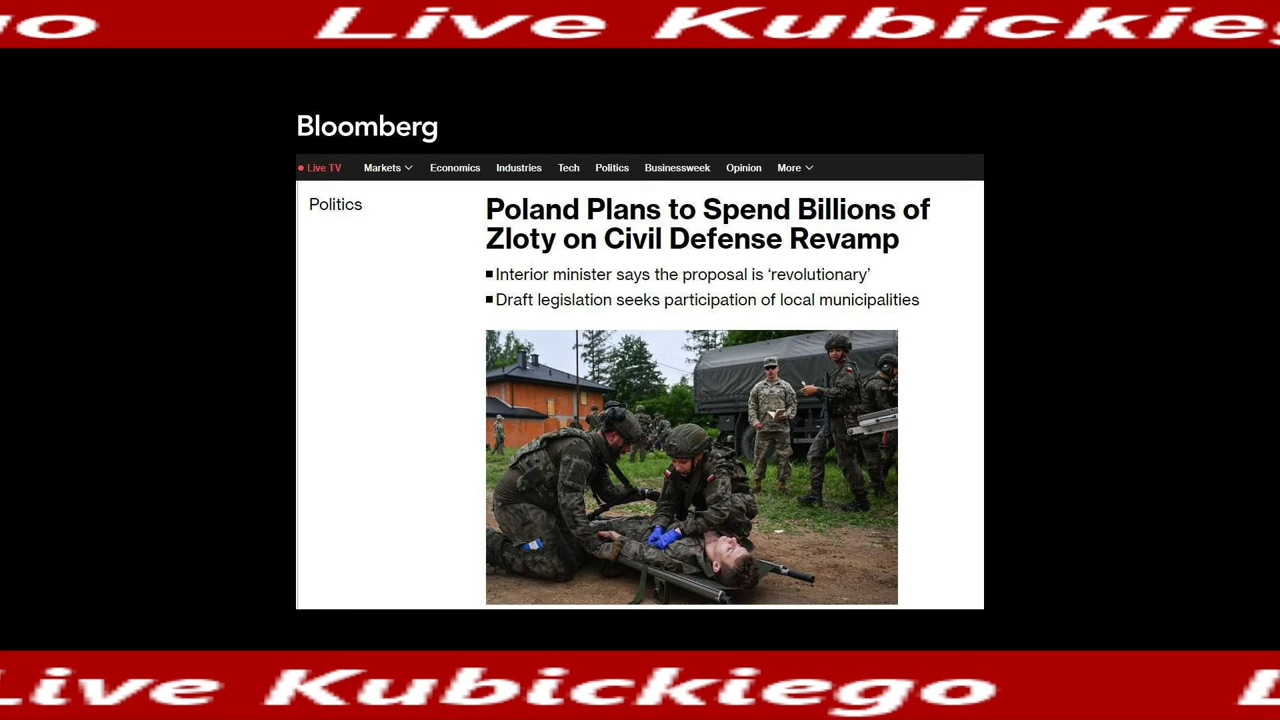 go Live Kubickiego
Bloomberg
Live TV Markets Economics Industries Tech Politics Businessweek Opinion More
Politics
Poland Plans to Spend Billions of
Zloty on Civil Defense Revamp
Interior minister says the proposal is ‘revolutionary’
Draft legislation seeks participation of local municipalities
Live Kubickiego L